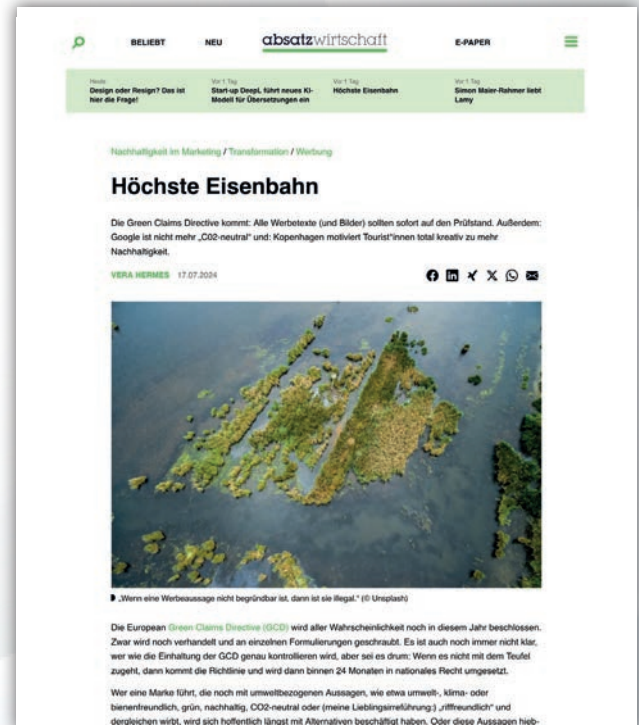 BELIEBT NEU absatzwirtschaft E-PAPER
Heute
Design oder Resign? Das ist
hier die Frage!
Vor 1 Tag
Start-up DeepL führt neues KI-
Modell für Übersetzungen ein
Vor 1 Tag
Höchste Eisenbahn
Vor 1 Tag
Simon Maier-Rahmer liebt
Lamy
Nachhaltigkeit im Marketing / Transformation / Werbung
Höchste Eisenbahn
Die Green Claims Directive kommt: Alle Werbetexte (und Bilder) sollten sofort auf den Prüfstand. Außerdem:
Google ist nicht mehr „C02-neutral“ und: Kopenhagen motiviert Tourist*innen total kreativ zu mehr
Nachhaltigkeit.
VERA HERMES 17.07.2024
„Wenn eine Werbeaussage nicht begründbar ist, dann ist sie illegal.“ (© Unsplash)
Die European Green Claims Directive (GCD) wird aller Wahrscheinlichkeit noch in diesem Jahr beschlossen.
Zwar wird noch verhandelt und an einzelnen Formulierungen geschraubt. Es ist auch noch immer nicht klar,
wer wie die Einhaltung der GCD genau kontrollieren wird, aber sei es drum: Wenn es nicht mit dem Teufel
zugeht, dann kommt die Richtlinie und wird dann binnen 24 Monaten in nationales Recht umgesetzt.
Wer eine Marke führt, die noch mit umweltbezogenen Aussagen, wie etwa umwelt-, klima- oder
bienenfreundlich, grün, nachhaltig, CO2-neutral oder (meine Lieblingsirreführung:) „riffreundlich“ und
dergleichen wirbt, wird sich hoffentlich längst mit Alternativen beschäftigt haben. Oder diese Aussagen hieb-